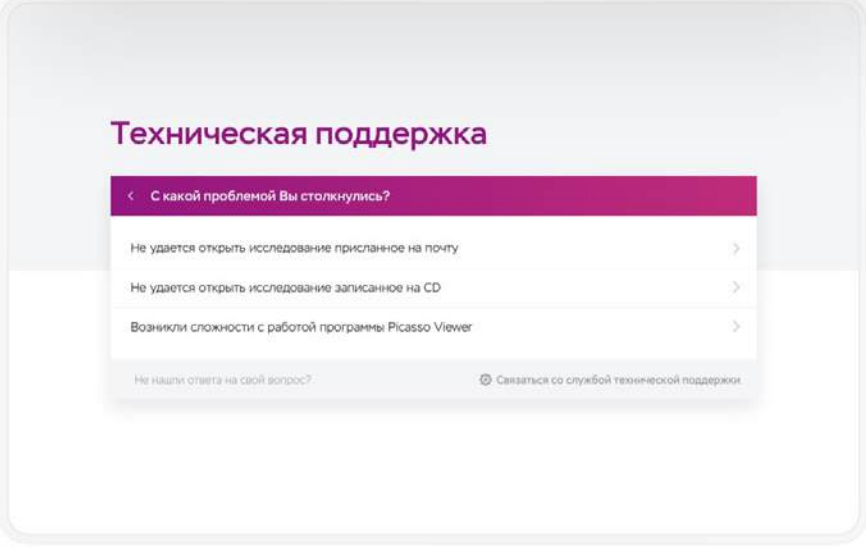 Техническая поддержка
С какой проблемой Вы столкнулись?
Не удается открыть исследование присланное на почту
Не удается открыть исследование записанное на CD
Возникли сложности с работой программы Picasso Viewer
Не нашли ответа на свой вопрос?
Связаться со службой технической поддержки